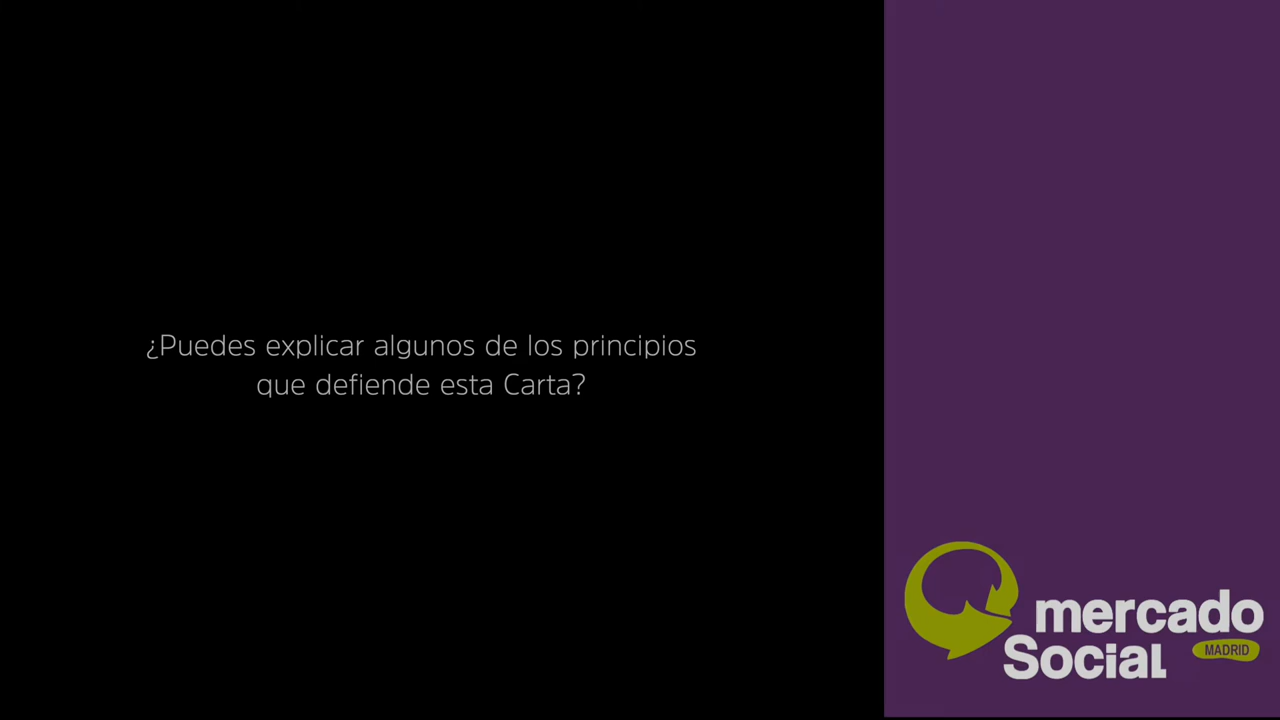 ¿Puedes explicar algunos de los principios
que defiende esta Carta?
mercado
Social
MADRID